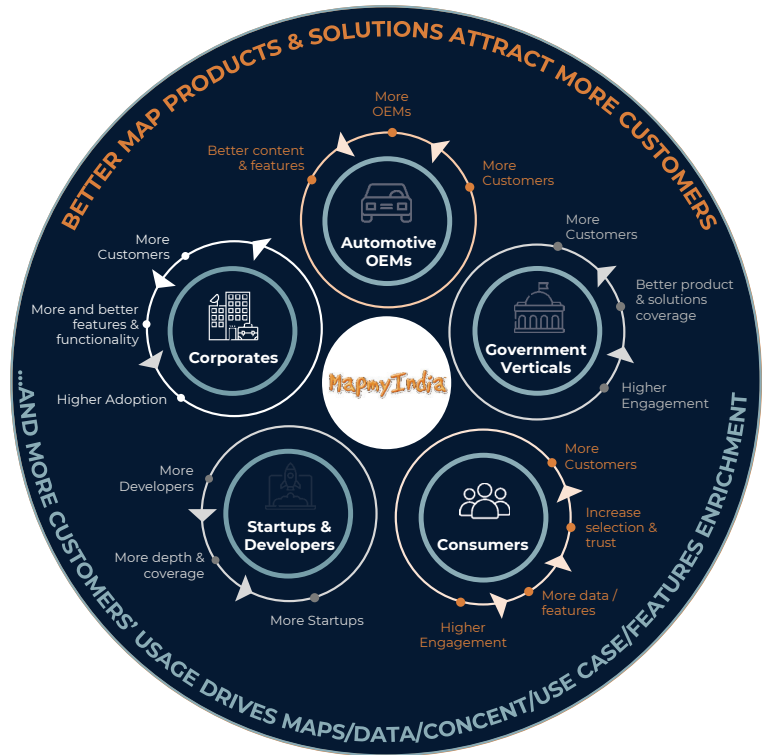 BETTER MAP PRODUCTS & SOLUTIONS ATTRACT MORE CUSTOMERS
More
OEMs
Better content
& features
More
Customers
Automotive
OEMs
More
Customers
More and better
features &
functionality
Higher Adoption
Corporates
More
Customers
Better product
& solutions
coverage
Higher
Engagement
Government
Verticals
MapmyIndia
More
Developers
More depth &
coverage
More Startups
Startups &
Developers
More
Customers
Increase
selection &
trust
More data /
features
Higher
Engagement
Consumers
...AND MORE CUSTOMERS' USAGE DRIVES MAPS/DATA/CONCENT/USE CASE/FEATURES ENRICHMENT